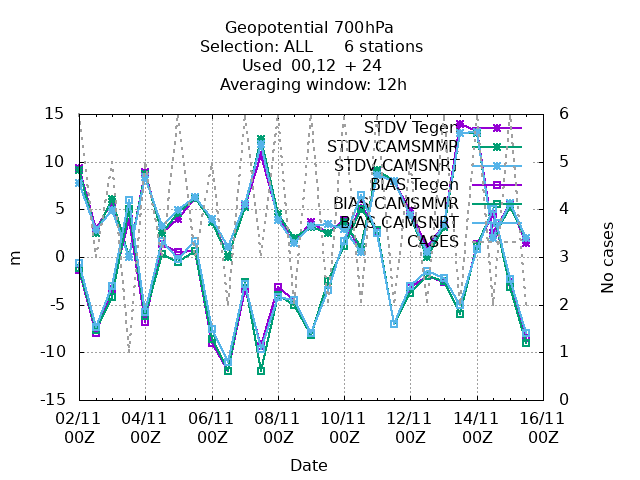 Geopotential 700hPa
Selection: ALL 6 stations
Used 00,12 + 24
Averaging window: 12h
15 6
STDV Tegen
STDV CAMSMMR
10 5
STDV CAMSNRT
BIAS Tegen
BIAS CAMSMMR
5 4
BIAS CAMSNRT
CASES
m
0 3
No cases
-5 2
-10 1
-15 0
02/11 04/11 06/11 08/11 10/11 12/11 14/11 16/11
00Z 00Z 00Z 00Z 00Z 00Z 00Z 00Z
Date